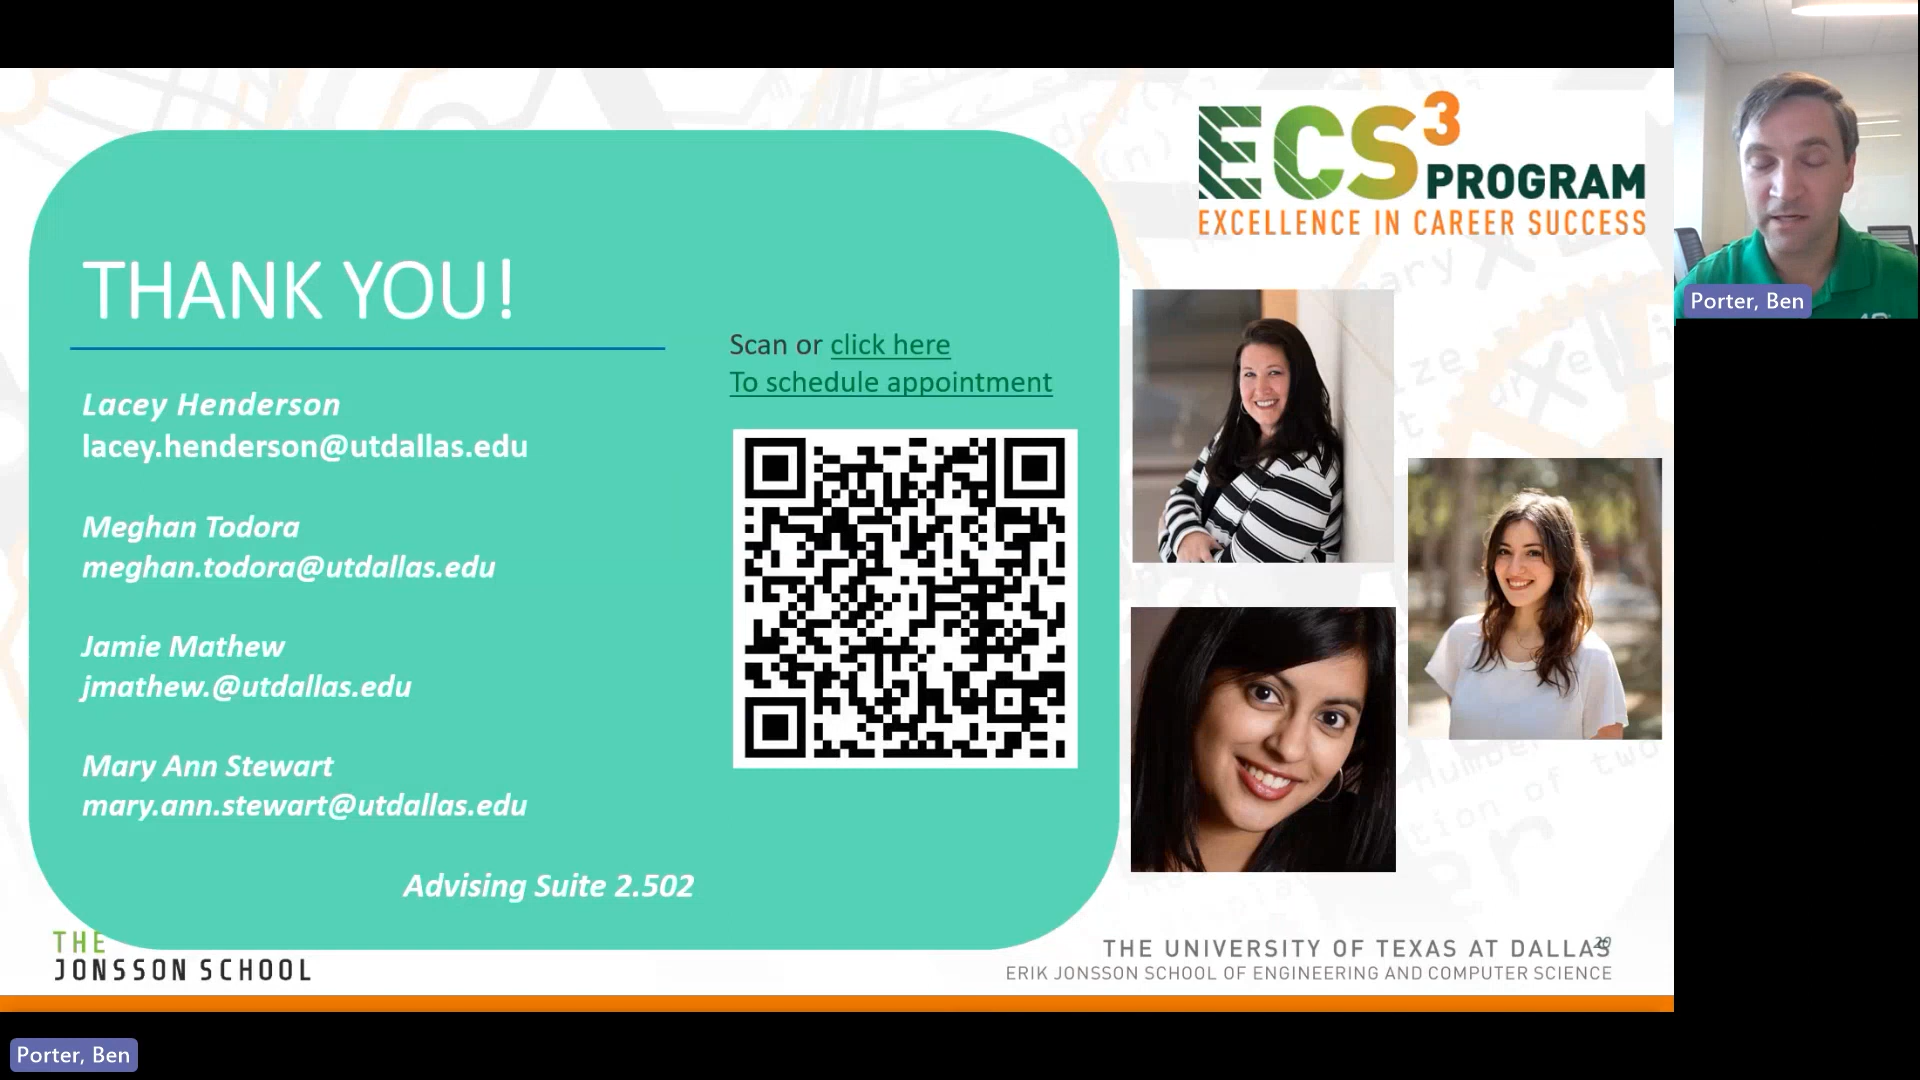 ECS3
PROGRAM
EXCELLENCE IN CAREER SUCCESS
THANK YOU!
Lacey Henderson
lacey.henderson@utdallas.edu
Meghan Todora
meghan.todora@utdallas.edu
Jamie Mathew
jmathew.@utdallas.edu
Mary Ann Stewart
mary.ann.stewart@utdallas.edu
Advising Suite 2.502
Scan or click here
To schedule appointment
THE
JONSSON SCHOOL
THE UNIVERSITY OF TEXAS AT DALLAS
20
ERIK JONSSON SCHOOL OF ENGINEERING AND COMPUTER SCIENCE
Porter, Ben
Porter, Ben